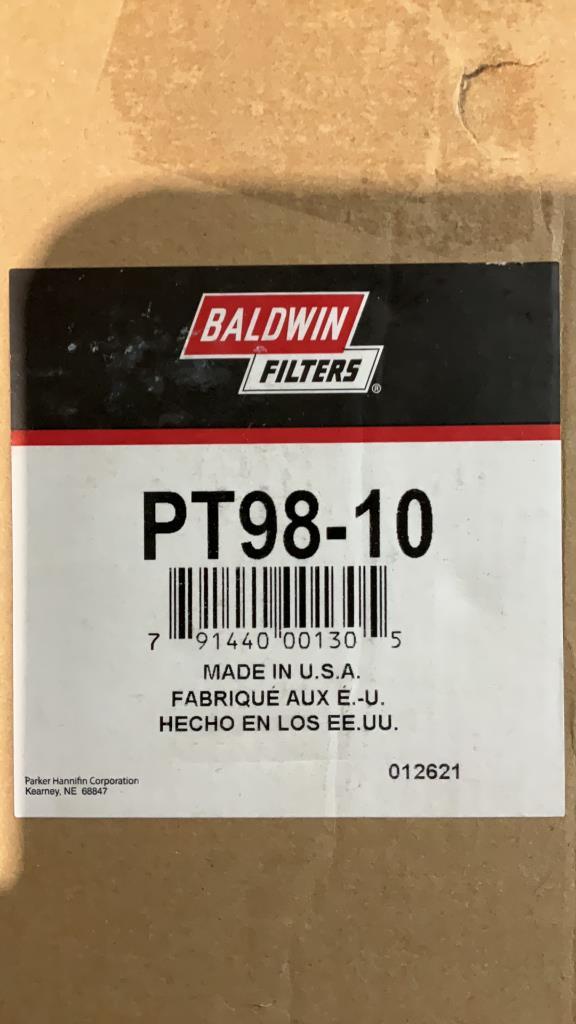 BALDWIN
FILTERS®
PT98-10
7 91440 00130 5
MADE IN U.S.A.
FABRIQUÉ AUX É.-U.
HECHO EN LOS EE.UU.
012621
Parker Hannifin Corporation
Kearney, NE 68847